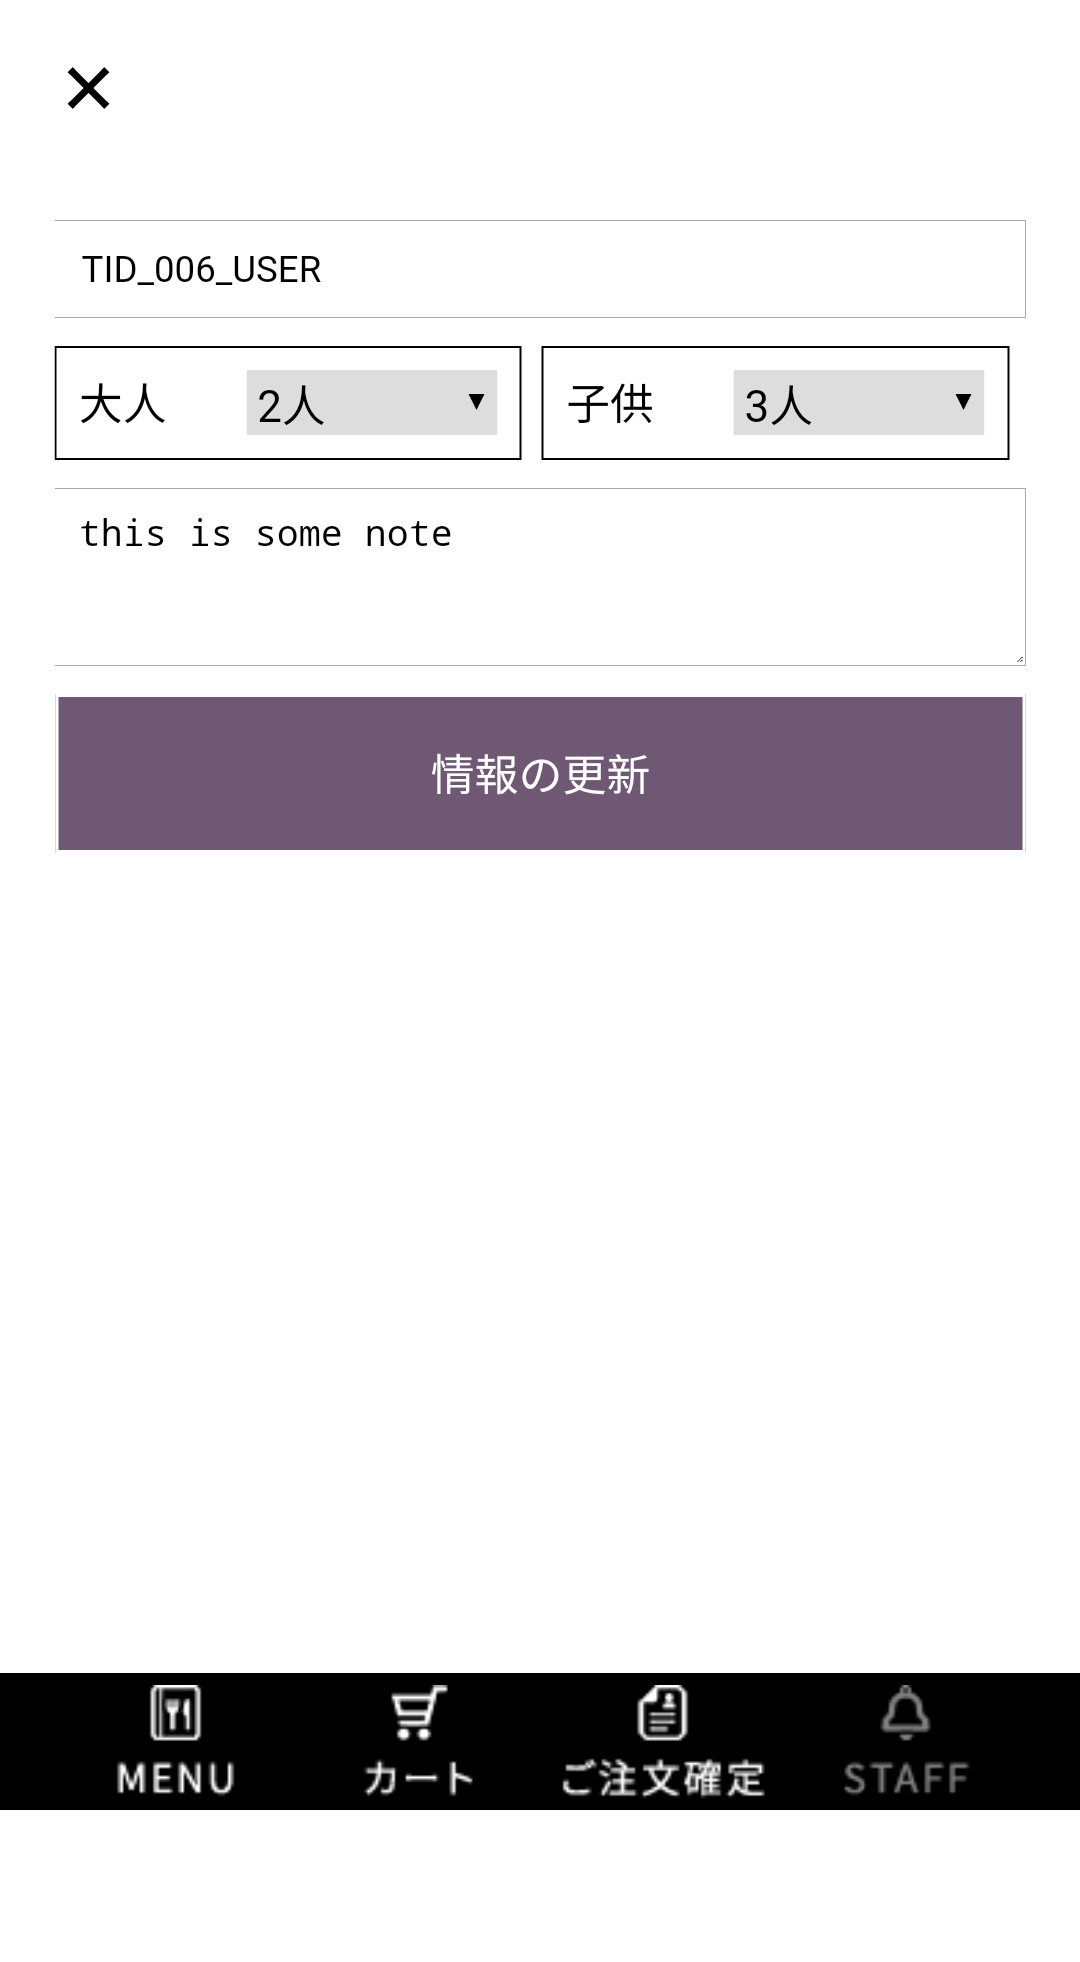 TID_006_USER
大人 2人 子供 3人
this is some note
情報の更新
MENU カート ご注文確定 STAFF